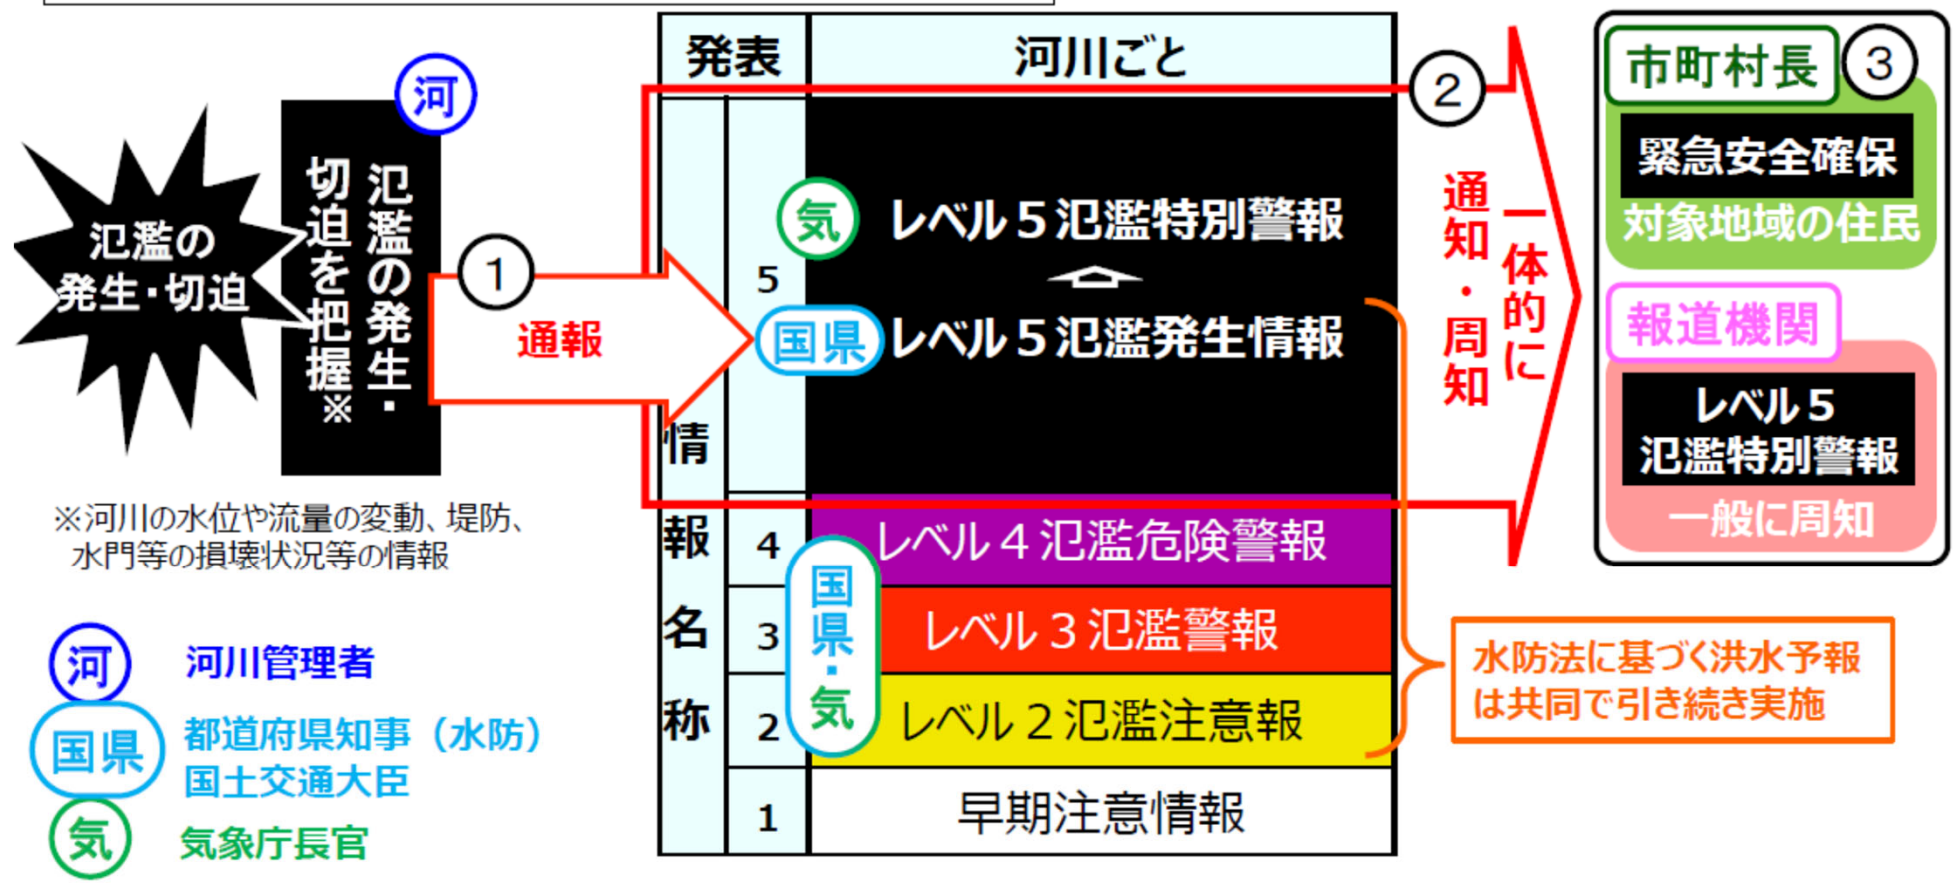 発表
河川ごと
情報名称
5
4
3
2
1
河
氾濫の
発生・切迫
氾濫の発生・
切迫を把握※
①
通報
気
レベル５氾濫特別警報
国県
レベル５氾濫発生情報
国県・気
レベル４氾濫危険警報
レベル３氾濫警報
レベル２氾濫注意報
早期注意情報
②
一体的に
通知・周知
市町村長
③
緊急安全確保
対象地域の住民
報道機関
レベル５
氾濫特別警報
一般に周知
水防法に基づく洪水予報
は共同で引き続き実施
※河川の水位や流量の変動、堤防、
水門等の損壊状況等の情報
河 河川管理者
国県 都道府県知事（水防）
国土交通大臣
気 気象庁長官